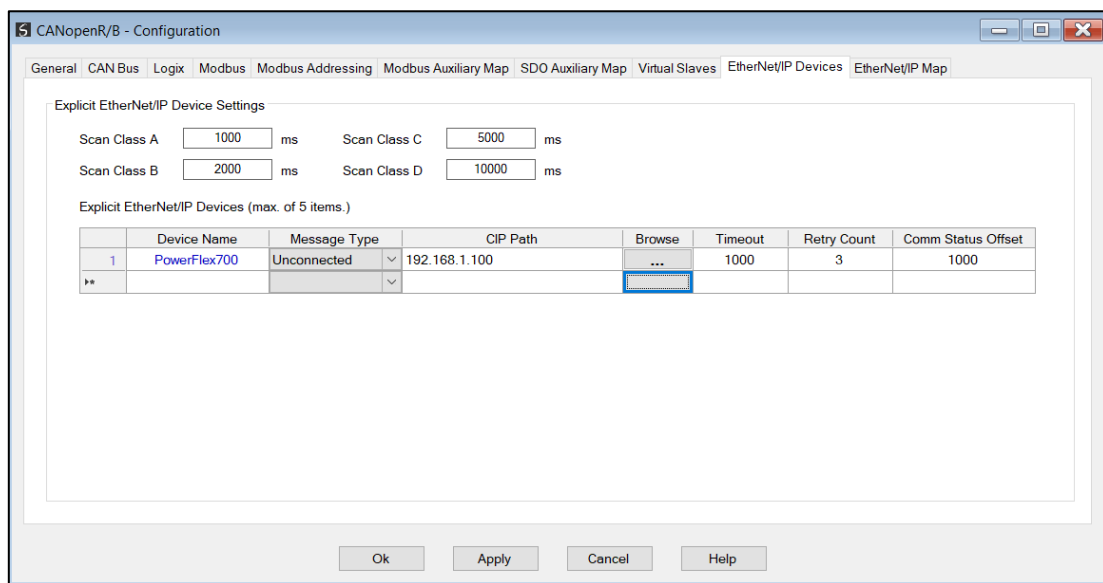 CANopenR/B - Configuration
General CAN Bus Logix Modbus Modbus Addressing Modbus Auxiliary Map SDO Auxiliary Map Virtual Slaves EtherNet/IP Devices EtherNet/IP Map
Explicit EtherNet/IP Device Settings
Scan Class A 1000 ms Scan Class C 5000 ms
Scan Class B 2000 ms Scan Class D 10000 ms
Explicit EtherNet/IP Devices (max. of 5 items.)
Device Name Message Type CIP Path Browse Timeout Retry Count Comm Status Offset
1 PowerFlex700 Unconnected 192.168.1.100 ... 1000 3 1000
Ok Apply Cancel Help